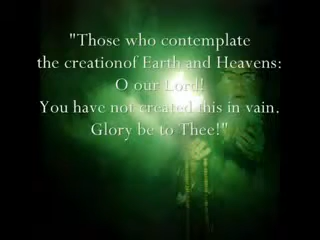 "Those who contemplate
the creationof Earth and Heavens:
O our Lord!
You have not created this in vain.
Glory be to Thee!"